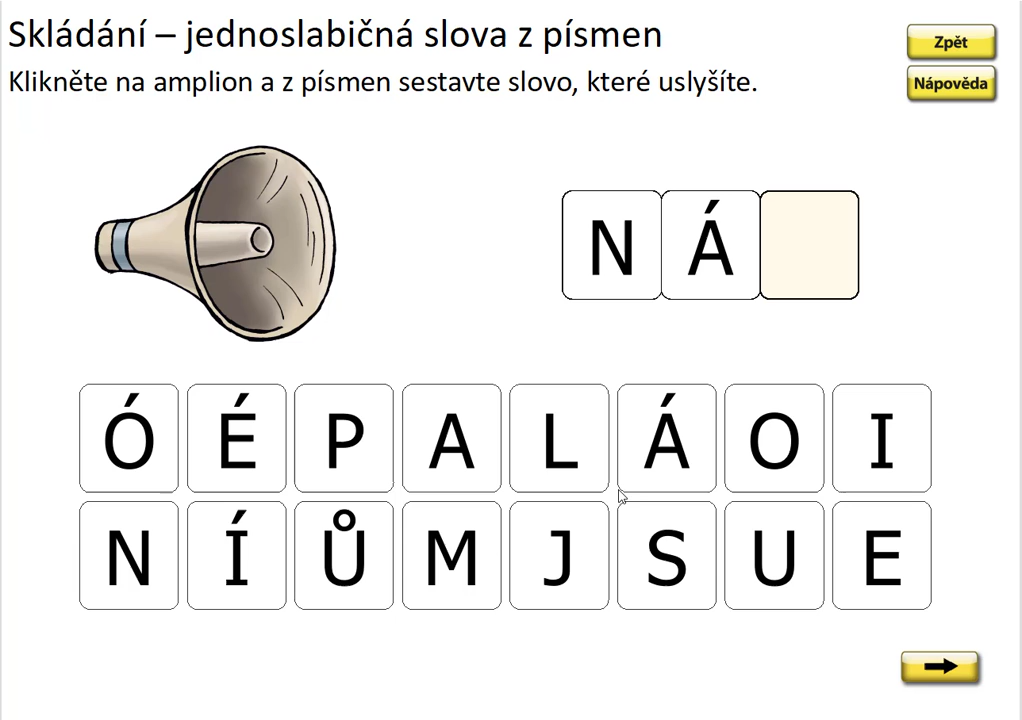 Skládání – jednoslabičná slova z písmen
Zpět
Klikněte na amplion a z písmen sestavte slovo, které uslyšíte.
Nápověda
N Á
Ó É P A L Á O I
N Í Ů M J S U E